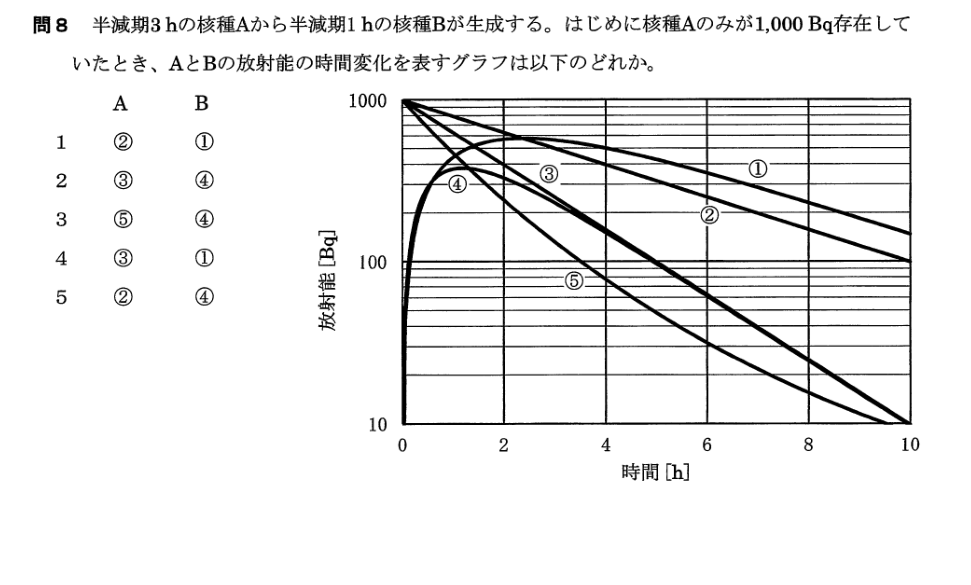 問8 半減期3 hの核種Aから半減期1 hの核種Bが生成する。はじめに核種Aのみが1,000 Bq存在して
いたとき、AとBの放射能の時間変化を表すグラフは以下のどれか。
A B
1 ② ①
2 ③ ④
3 ⑤ ④
4 ③ ①
5 ② ④
1000
100
10
放射能 [Bq]
①
③
④
②
⑤
0 2 4 6 8 10
時間 [h]